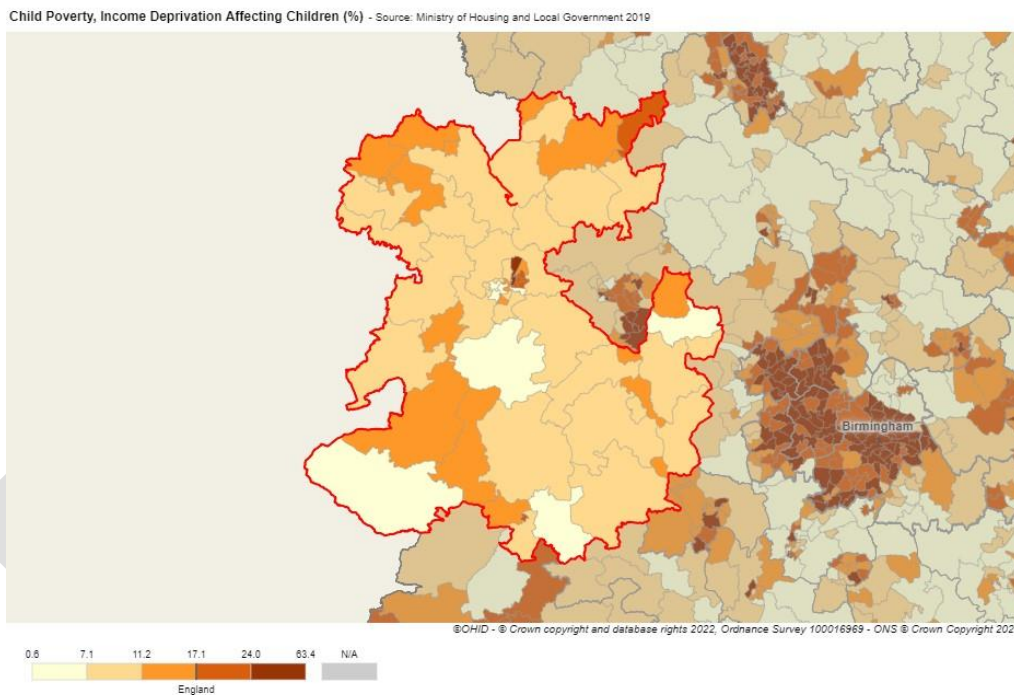 Child Poverty, Income Deprivation Affecting Children (%) - Source: Ministry of Housing and Local Government 2019
Birmingham
©OHID - © Crown copyright and database rights 2022, Ordnance Survey 100016969 - ONS © Crown Copyright 202
0.6 7.1 11.2 17.1 24.0 63.4 N/A
England